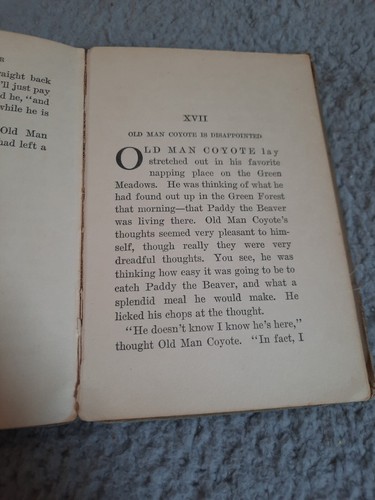 s
raight back
'll just pay
d he, "and
while he is
Old Man
had left a
XVII
OLD MAN COYOTE IS DISAPPOINTED
OLD MAN COYOTE lay
stretched out in his favorite
napping place on the Green
Meadows. He was thinking of what he
had found out up in the Green Forest
that morning—that Paddy the Beaver
was living there. Old Man Coyote's
thoughts seemed very pleasant to him-
self, though really they were very
dreadful thoughts. You see, he was
thinking how easy it was going to be to
catch Paddy the Beaver, and what a
splendid meal he would make. He
licked his chops at the thought.
"He doesn't know I know he's here,"
thought Old Man Coyote. "In fact, I